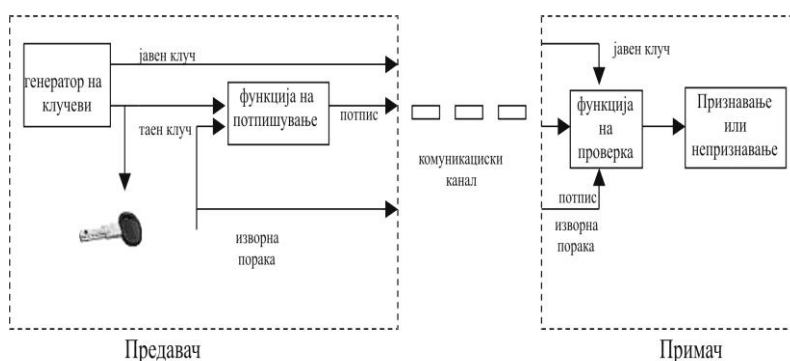 генератор на
клучеви
јавен клуч
таен клуч
функција на
потпишување
потпис
изворна
порака
комуникациски
канал
јавен клуч
функција
на
проверка
потпис
изворна
порака
Признавање
или
непризнавање
Предавач
Примач